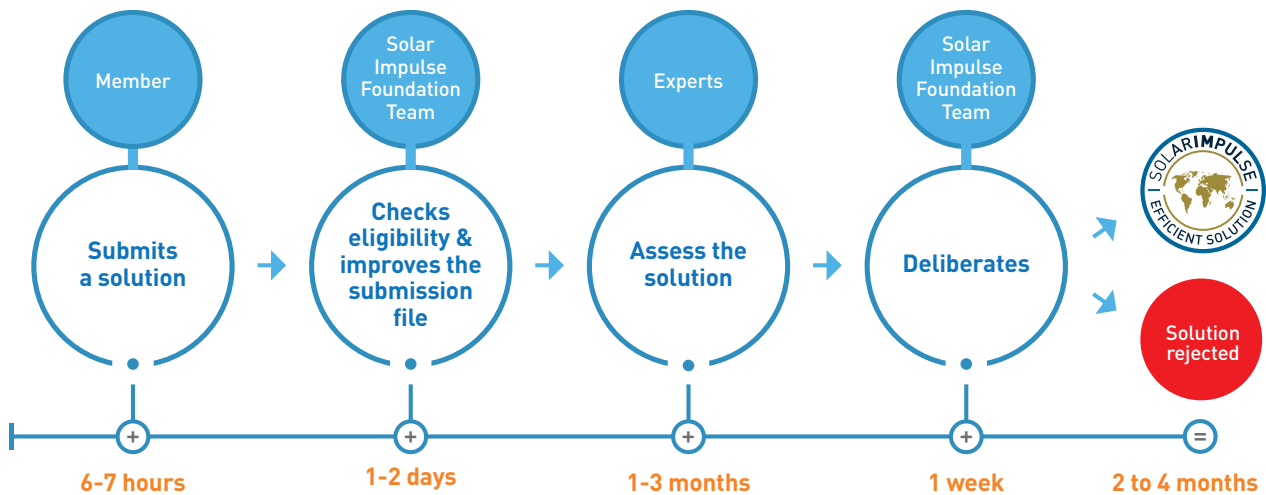 Member
Solar
Impulse
Foundation
Team
Experts
Solar
Impulse
Foundation
Team
Submits
a solution
Checks
eligibility &
improves the
submission
file
Assess the
solution
Deliberates
SOLARIMPULSE
EFFICIENT SOLUTION
Solution
rejected
+
+
+
+
=
6-7 hours
1-2 days
1-3 months
1 week
2 to 4 months